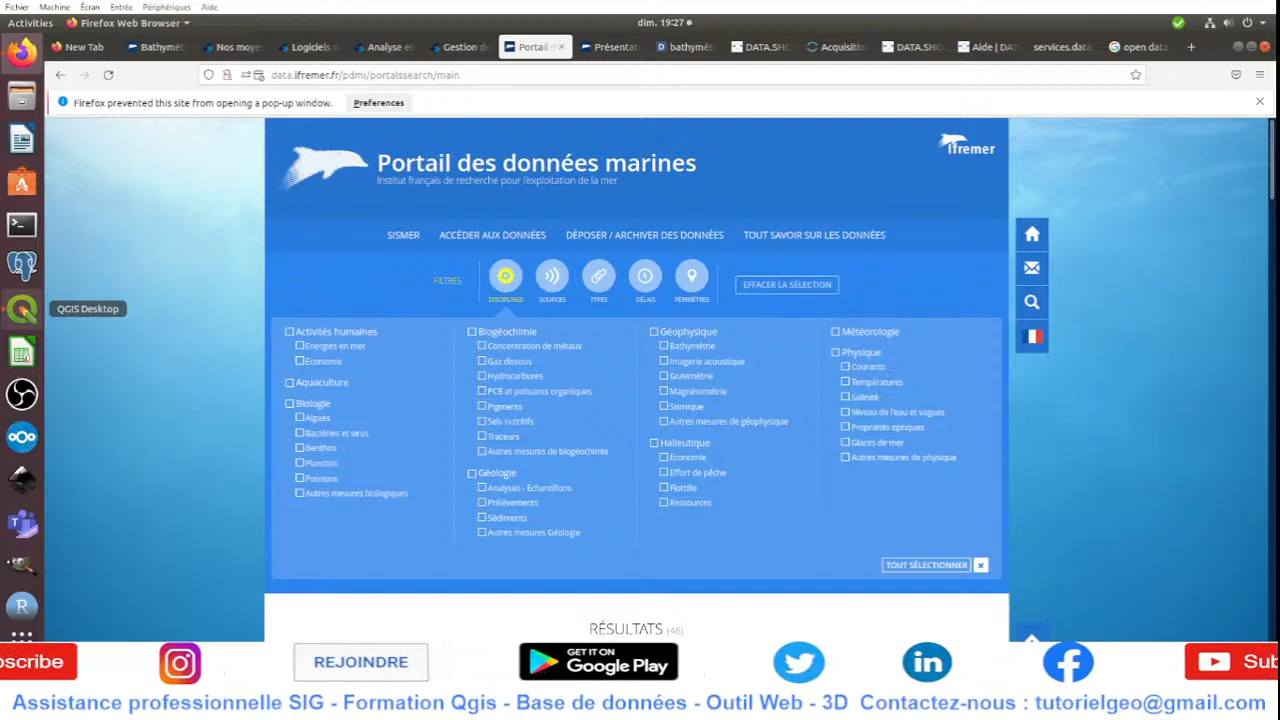 Fichier Machine Écran Entrée Périphériques Aide
Activities Firefox Web Browser dim. 19:27
New Tab Bathymét Nos moye Logiciels d Analyse et Gestion de Portail d Présentati bathymét DATA.SHO Acquisition DATA.SHO Aide | DAT services.data. open data
data.ifremer.fr/pdmi/portalssearch/main
Firefox prevented this site from opening a pop-up window. Preferences
ifremer
Portail des données marines
Institut français de recherche pour l'exploitation de la mer
SISMER ACCÉDER AUX DONNÉES DÉPOSER / ARCHIVER DES DONNÉES TOUT SAVOIR SUR LES DONNÉES
FILTRES DISCIPLINES SOURCES TYPES DÉLAIS PÉRIMÈTRES EFFACER LA SÉLECTION
QGIS Desktop
Activités humaines
Energies en mer
Economie
Aquaculture
Biologie
Algues
Bactéries et virus
Benthos
Plancton
Poissons
Autres mesures biologiques
Biogéochimie
Concentration de métaux
Gaz dissous
Hydrocarbures
PCB et polluants organiques
Pigments
Sels nutritifs
Traceurs
Autres mesures de biogéochimie
Géologie
Analyses - Echantillons
Prélèvements
Sédiments
Autres mesures Géologie
Géophysique
Bathymétrie
Imagerie acoustique
Gravimétrie
Magnétométrie
Sismique
Autres mesures de géophysique
Halieutique
Economie
Effort de pêche
Flottille
Ressources
Météorologie
Physique
Courants
Températures
Salinité
Niveau de l'eau et vagues
Propriétés optiques
Glaces de mer
Autres mesures de physique
TOUT SÉLECTIONNER x
RÉSULTATS (46)
oscribe REJOINDRE GET IT ON Google Play Sub
Assistance professionnelle SIG - Formation Qgis - Base de données - Outil Web - 3D Contactez-nous : tutorielgeo@gmail.com